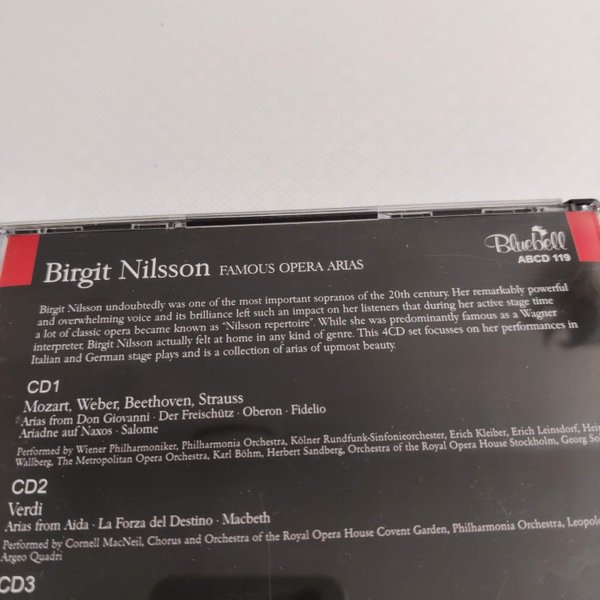 Bluebell
ABCD 119
Birgit Nilsson FAMOUS OPERA ARIAS
Birgit Nilsson undoubtedly was one of the most important sopranos of the 20th century. Her remarkably powerful
and overwhelming voice and its brilliance left such an impact on her listeners that during her active stage time
a lot of classic opera became known as "Nilsson repertoire". While she was predominantly famous as a Wagner
interpreter, Birgit Nilsson actually felt at home in any kind of genre. This 4CD set focusses on her performances in
Italian and German stage plays and is a collection of arias of upmost beauty.
CD1
Mozart, Weber, Beethoven, Strauss
Arias from Don Giovanni · Der Freischütz · Oberon · Fidelio
Ariadne auf Naxos · Salome
Performed by Wiener Philharmoniker, Philharmonia Orchestra, Kölner Rundfunk-Sinfonieorchester, Erich Kleiber, Erich Leinsdorf,
Wallberg, The Metropolitan Opera Orchestra, Karl Böhm, Herbert Sandberg, Orchestra of the Royal Opera House Stockholm, Georg
CD2
Verdi
Arias from Aida · La Forza del Destino · Macbeth
Performed by Cornell MacNeil, Chorus and Orchestra of the Royal Opera House Covent Garden, Philharmonia Orchestra,
Argeo Quadri
CD3